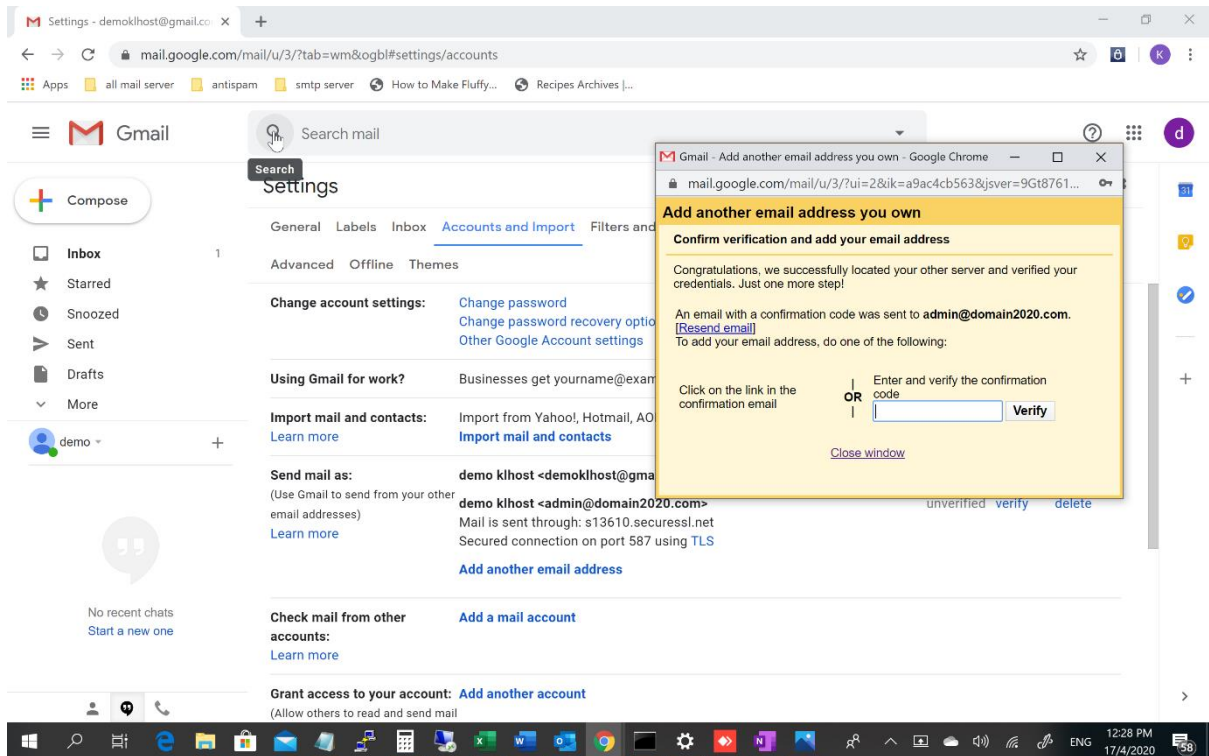 Settings - demoklhost@gmail.co
mail.google.com/mail/u/3/?tab=wm&ogbl#settings/accounts
K
Apps all mail server antispam smtp server How to Make Fluffy... Recipes Archives |...
Gmail
Search mail
d
Search
Compose
Inbox 1
Starred
Snoozed
Sent
Drafts
More
demo
No recent chats
Start a new one
Settings
General Labels Inbox Accounts and Import Filters and
Advanced Offline Themes
Change account settings: Change password
Change password recovery optio
Other Google Account settings
Using Gmail for work? Businesses get yourname@exam
Import mail and contacts: Import from Yahoo!, Hotmail, AO
Learn more Import mail and contacts
Send mail as: demo klhost <demoklhost@gma
(Use Gmail to send from your other
email addresses)
Learn more
demo klhost <admin@domain2020.com> unverified verify delete
Mail is sent through: s13610.securessl.net
Secured connection on port 587 using TLS
Add another email address
Check mail from other
accounts: Add a mail account
Learn more
Grant access to your account: Add another account
(Allow others to read and send mail
Gmail - Add another email address you own - Google Chrome
mail.google.com/mail/u/3/?ui=2&ik=a9ac4cb563&jsver=9Gt8761...
Add another email address you own
Confirm verification and add your email address
Congratulations, we successfully located your other server and verified your
credentials. Just one more step!
An email with a confirmation code was sent to admin@domain2020.com.
[Resend email]
To add your email address, do one of the following:
Click on the link in the
confirmation email
| OR |
Enter and verify the confirmation
code
Verify
Close window
31
ENG
12:28 PM
17/4/2020
58